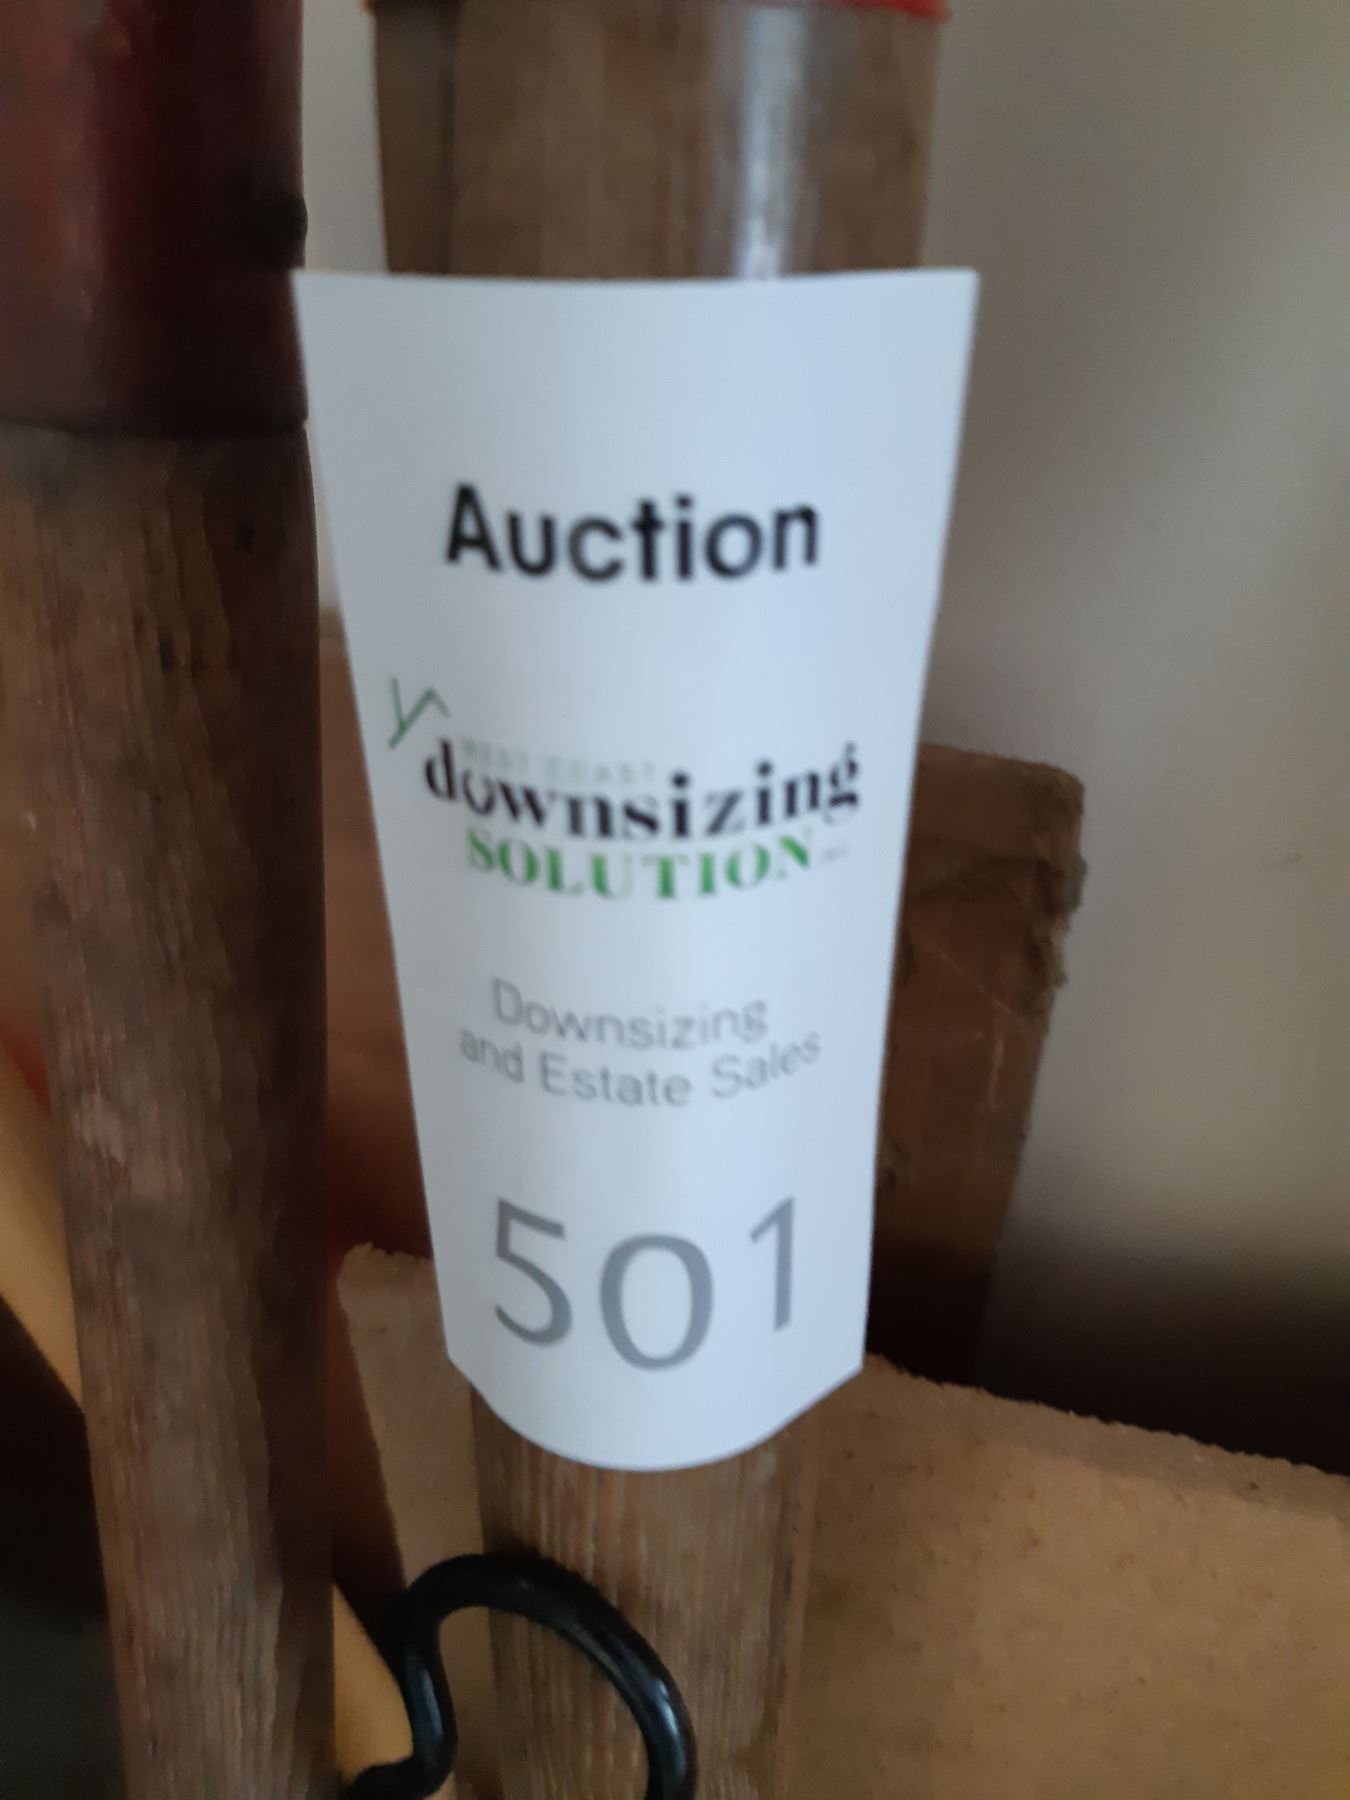 Auction
WEST COAST
downsizing
SOLUTION
Downsizing
and Estate Sales
501